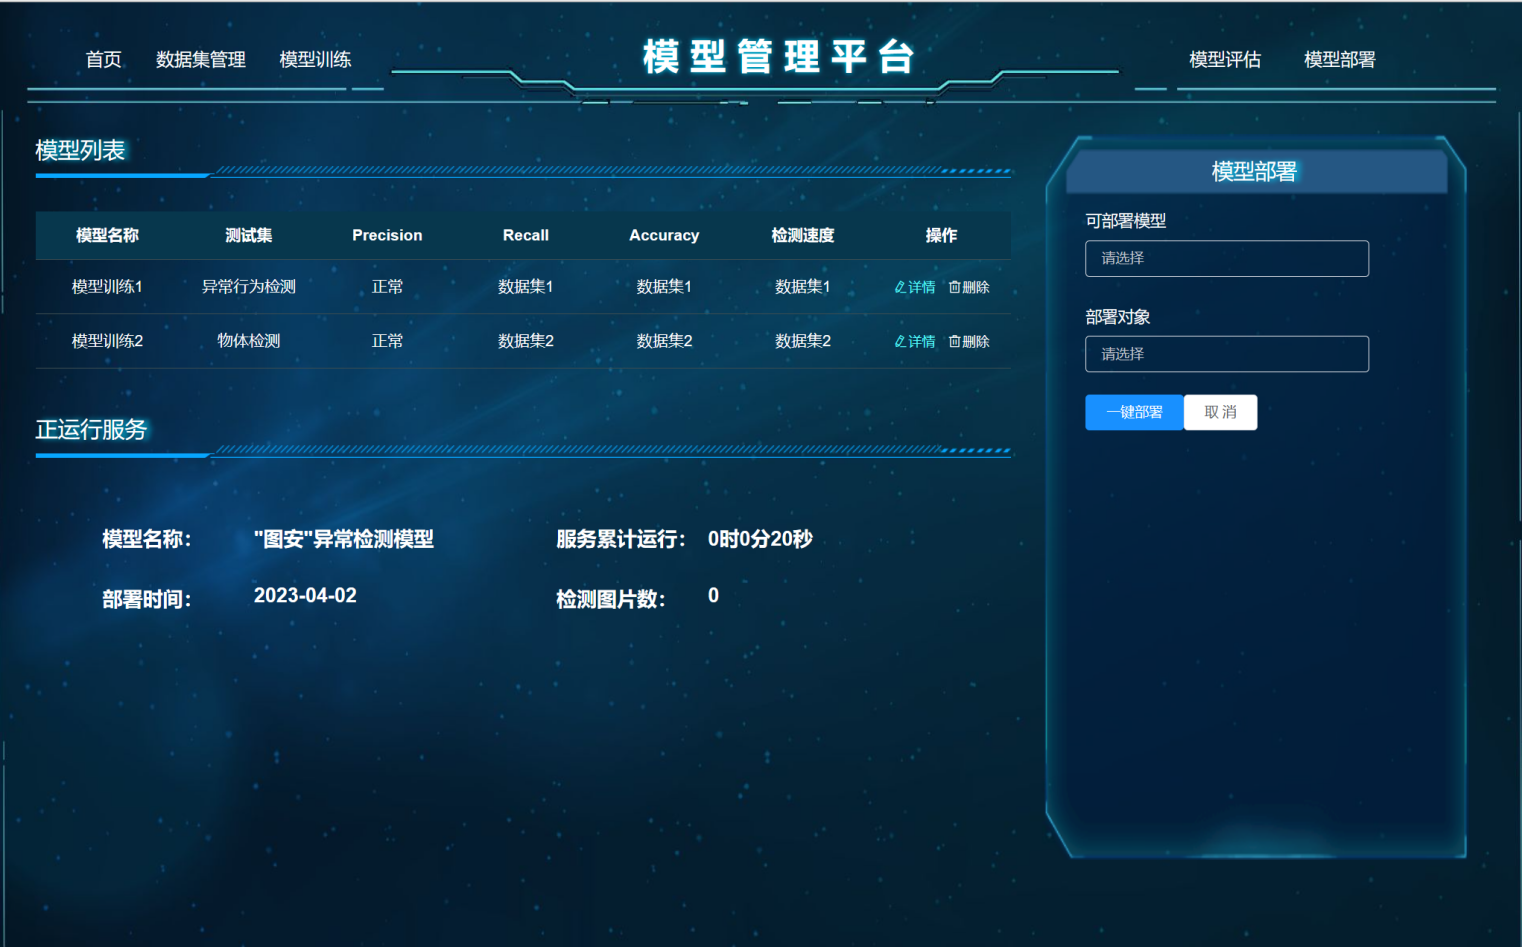 首页 数据集管理 模型训练 模型管理平台 模型评估 模型部署
模型列表
模型名称 测试集 Precision Recall Accuracy 检测速度 操作
模型训练1 异常行为检测 正常 数据集1 数据集1 数据集1 详情 删除
模型训练2 物体检测 正常 数据集2 数据集2 数据集2 详情 删除
正运行服务
模型名称： "图安"异常检测模型 服务累计运行： 0时0分20秒
部署时间： 2023-04-02 检测图片数： 0
模型部署
可部署模型
请选择
部署对象
请选择
一键部署 取 消